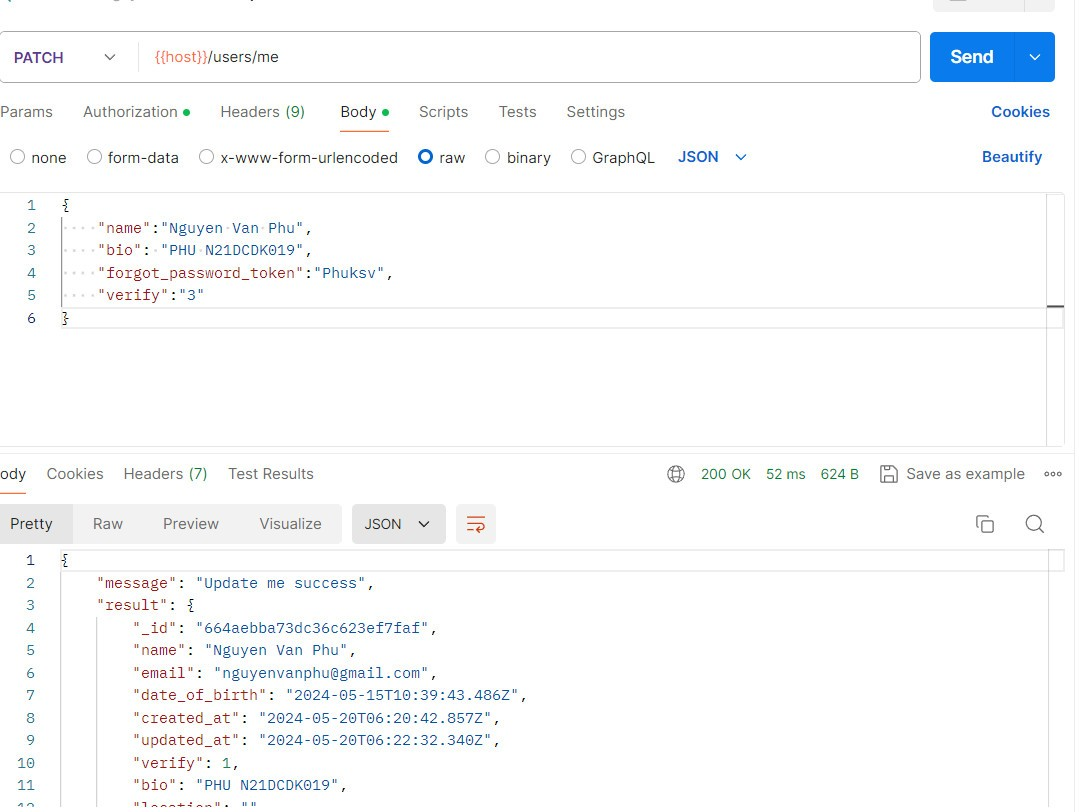 PATCH {{host}}/users/me Send
Params Authorization Headers (9) Body Scripts Tests Settings Cookies
none form-data x-www-form-urlencoded raw binary GraphQL JSON Beautify
1 {
2 "name":"Nguyen Van Phu",
3 "bio": "PHU N21DCDK019",
4 "forgot_password_token":"Phuksv",
5 "verify":"3"
6 }
ody Cookies Headers (7) Test Results 200 OK 52 ms 624 B Save as example
Pretty Raw Preview Visualize JSON
1 {
2 "message": "Update me success",
3 "result": {
4 "_id": "664aebba73dc36c623ef7faf",
5 "name": "Nguyen Van Phu",
6 "email": "nguyenvanphu@gmail.com",
7 "date_of_birth": "2024-05-15T10:39:43.486Z",
8 "created_at": "2024-05-20T06:20:42.857Z",
9 "updated_at": "2024-05-20T06:22:32.340Z",
10 "verify": 1,
11 "bio": "PHU N21DCDK019",
12 "location": ""